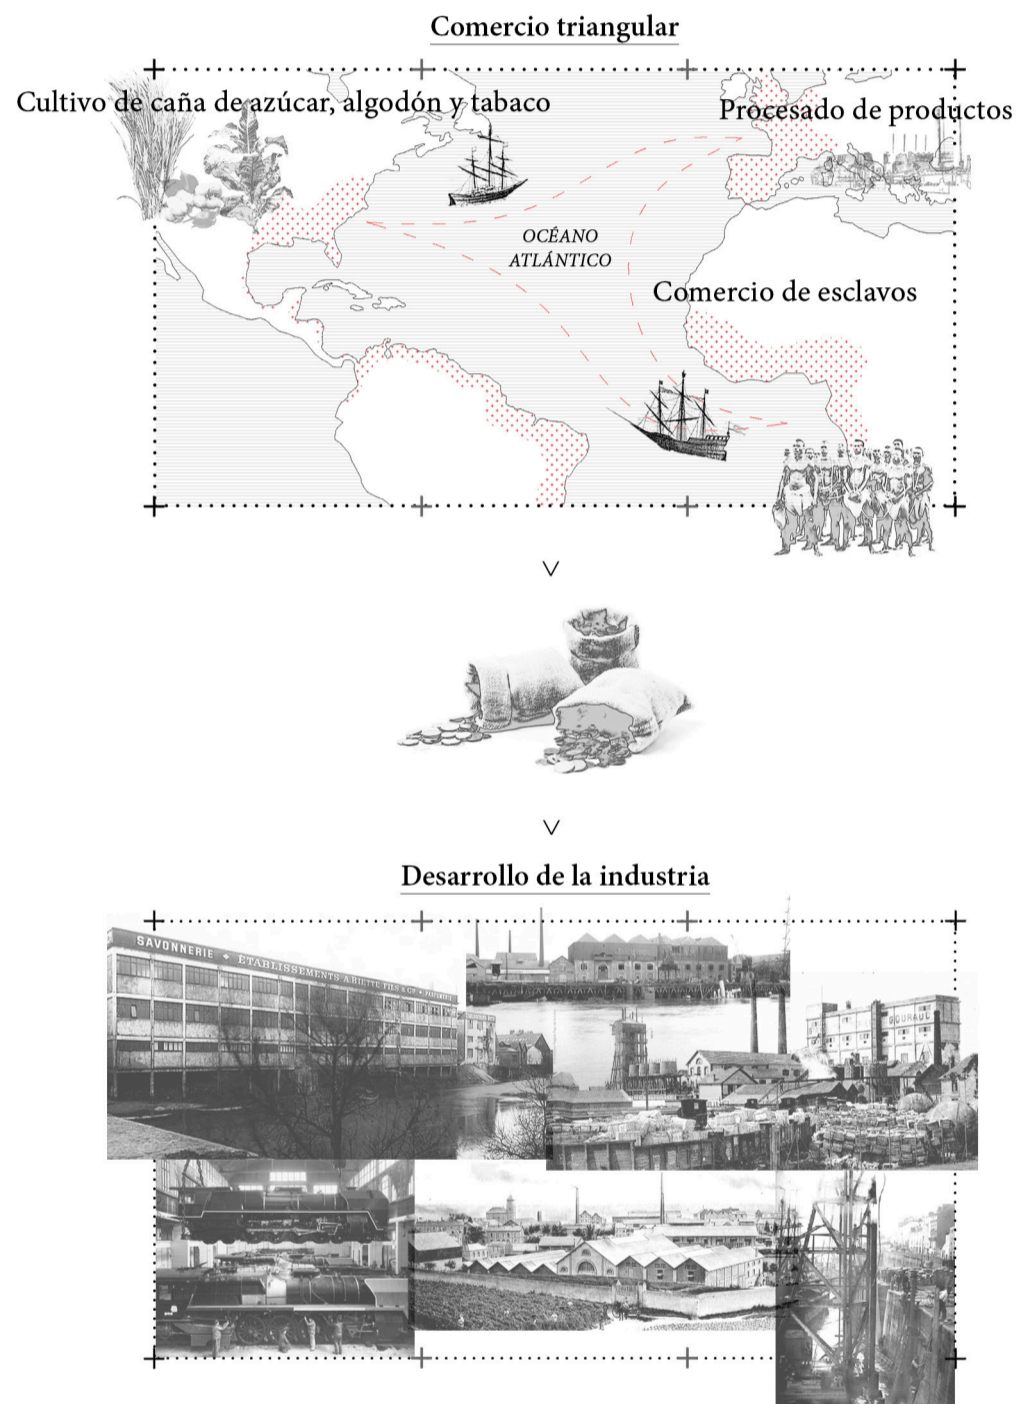 Comercio triangular
Cultivo de caña de azúcar, algodón y tabaco
Procesado de productos
OCÉANO
ATLÁNTICO
Comercio de esclavos
Desarrollo de la industria
SAVONNERIE ✦ ÉTABLISSEMENTS ABIETTE FILS & Cie
GOURAUD